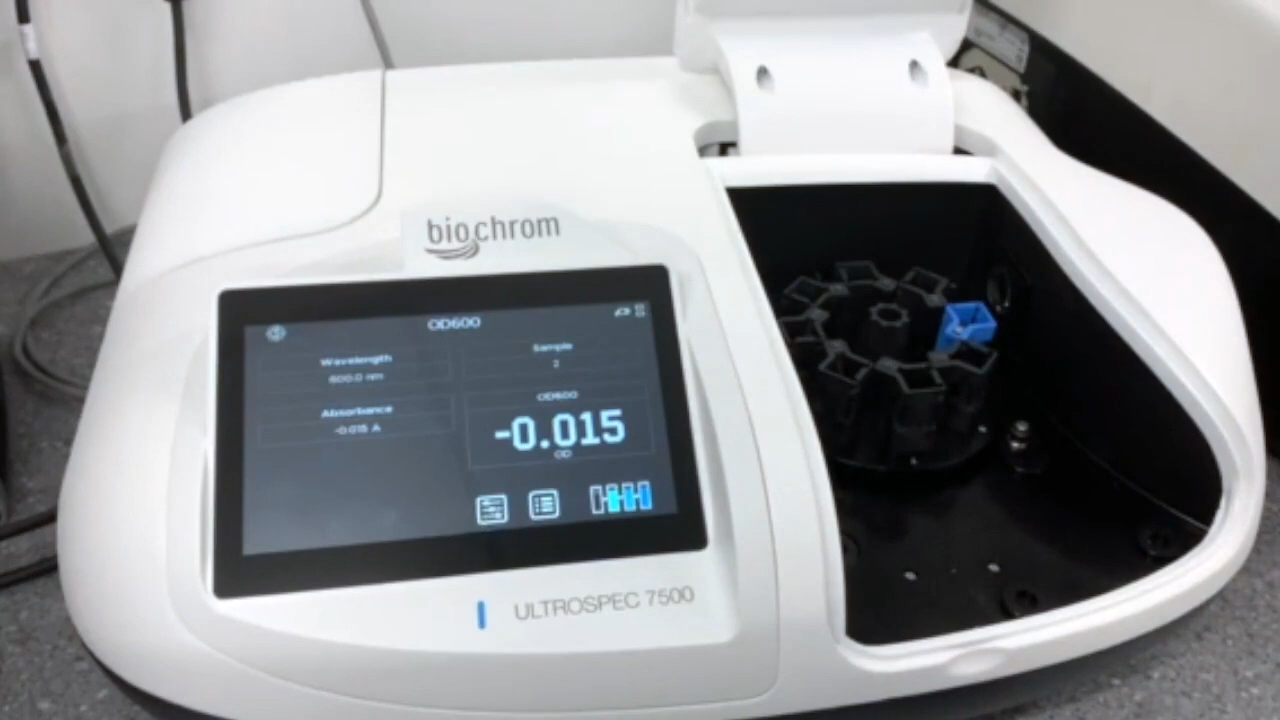 biochrom
OD600
Wavelength
600.0 nm
Absorbance
-0.015 A
Sample
2
OD600
-0.015
OD
ULTROSPEC 7500